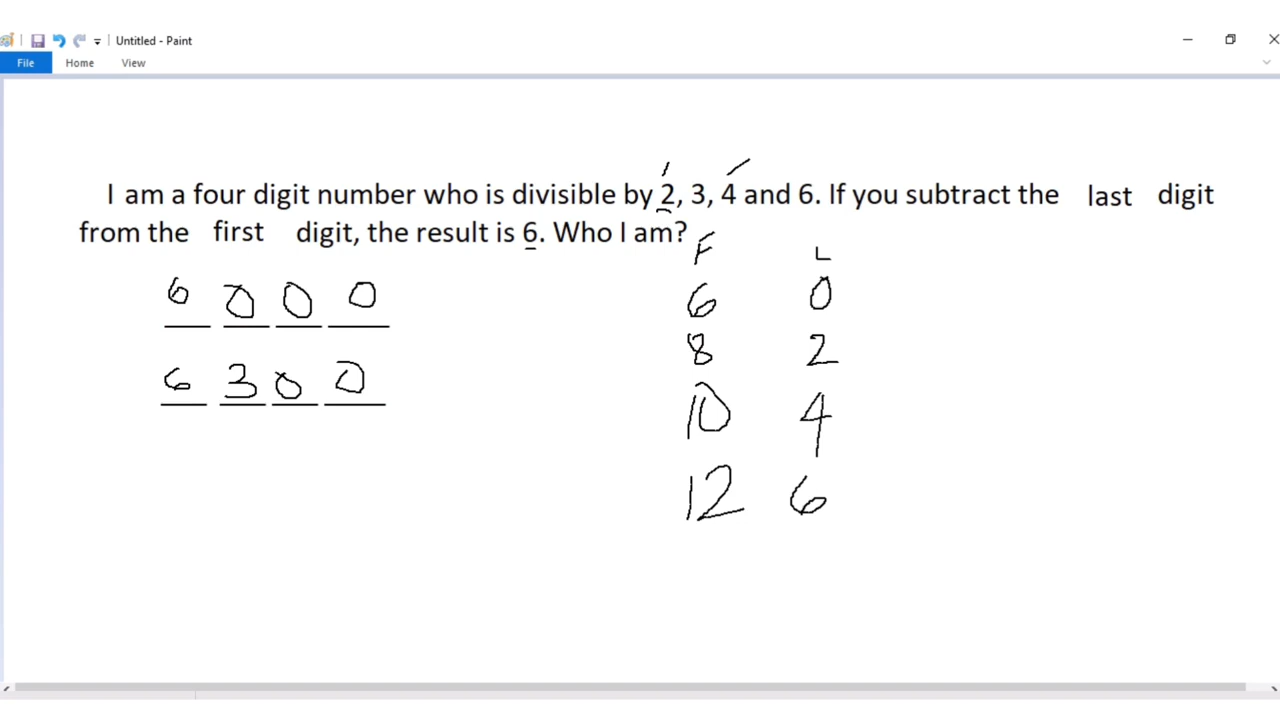 Untitled - Paint
File Home View
I am a four digit number who is divisible by 2, 3, 4 and 6. If you subtract the last digit
from the first digit, the result is 6. Who I am?
F L
6 0 0 0 6 0
8 2
6 3 0 0 10 4
12 6